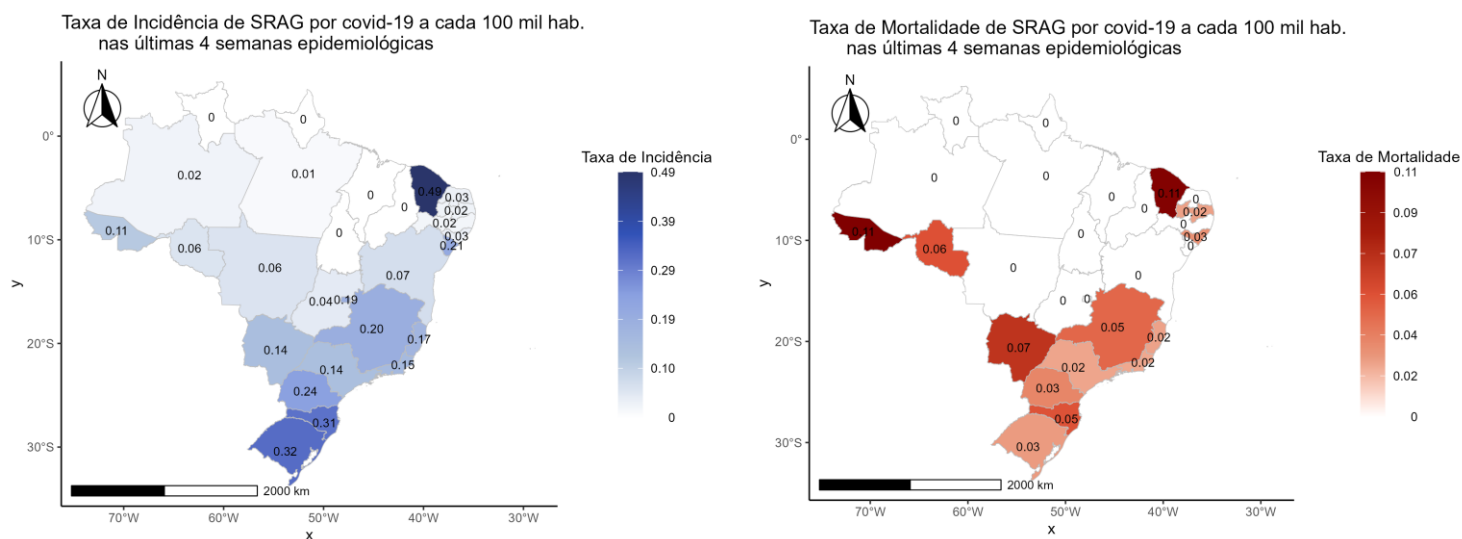 Taxa de Incidência de SRAG por covid-19 a cada 100 mil hab.
nas últimas 4 semanas epidemiológicas
N
0
0
0°
0.02
0.01
0
0
0.49
0.03
0.02
0.02
0.03
0.21
0.11
0.06
0
10°S
0.06
0.07
0.04
0.19
0.20
0.17
20°S
0.14
0.14
0.15
0.24
0.31
0.32
30°S
2000 km
70°W
60°W
50°W
40°W
30°W
x
y
Taxa de Incidência
0.49
0.39
0.29
0.19
0.10
0
Taxa de Mortalidade de SRAG por covid-19 a cada 100 mil hab.
nas últimas 4 semanas epidemiológicas
N
0
0
0°
0
0
0
0
0.11
0
0.02
0
0.03
0
0.11
0.06
0
10°S
0
0
0
0
0.05
0.02
20°S
0.07
0.02
0.02
0.03
0.05
0.03
30°S
2000 km
70°W
60°W
50°W
40°W
30°W
x
y
Taxa de Mortalidade
0.11
0.09
0.06
0.04
0.02
0